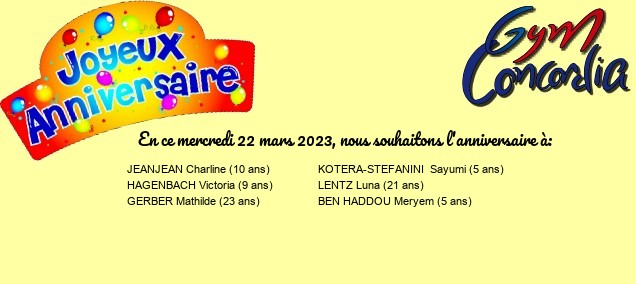 Joyeux
Anniversaire
Gym
Concordia
En ce mercredi 22 mars 2023, nous souhaitons l'anniversaire à:
JEANJEAN Charline (10 ans)
HAGENBACH Victoria (9 ans)
GERBER Mathilde (23 ans)
KOTERA-STEFANINI Sayumi (5 ans)
LENTZ Luna (21 ans)
BEN HADDOU Meryem (5 ans)